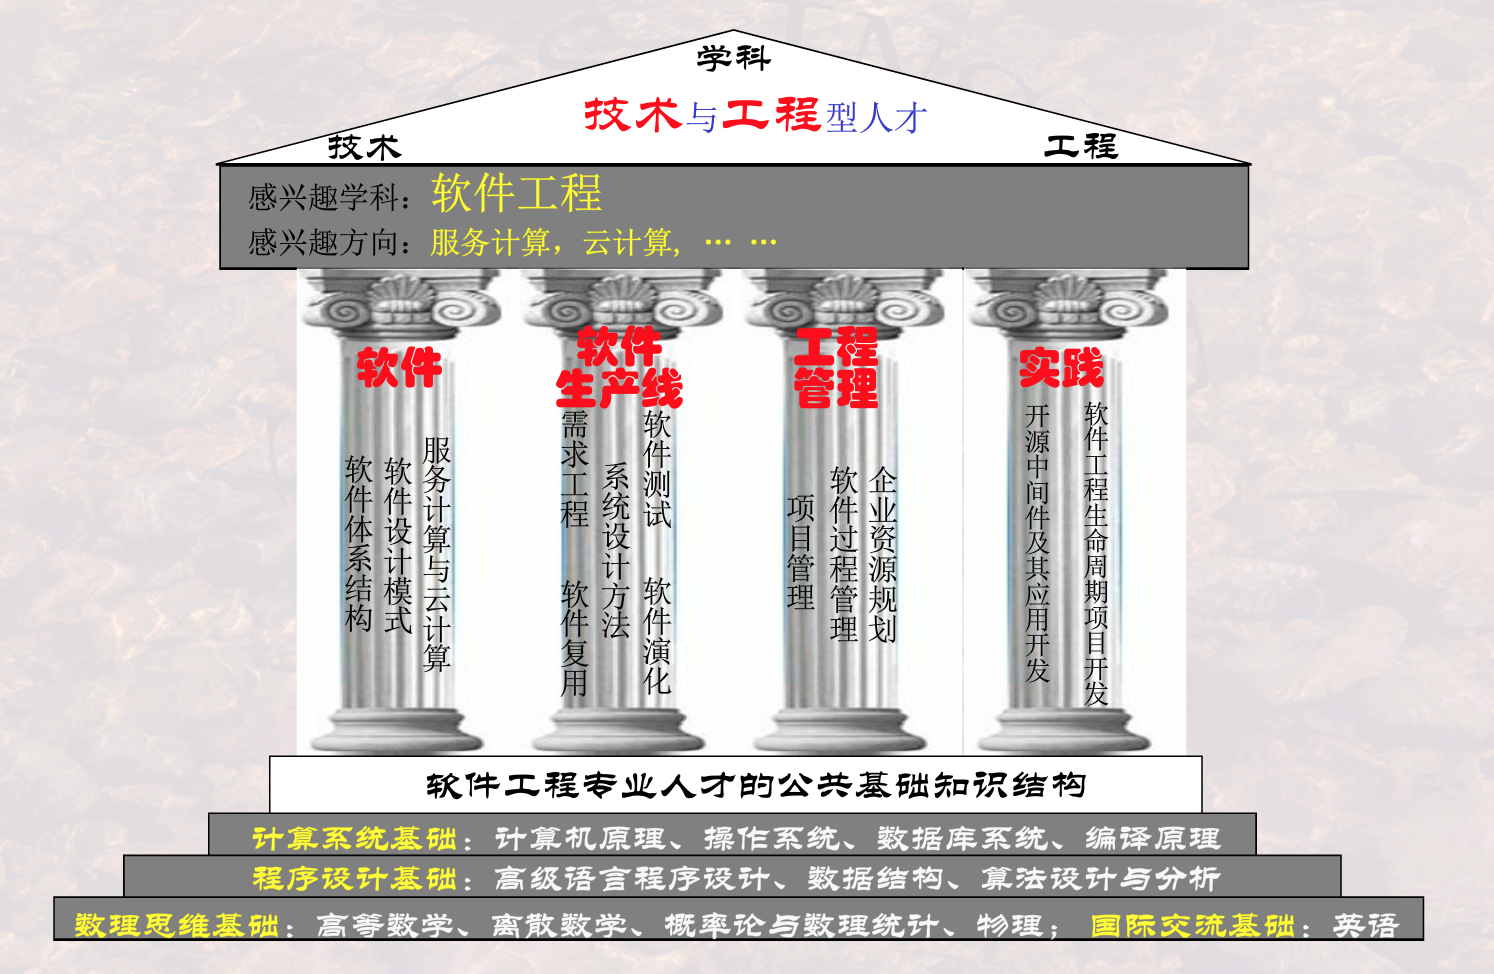 学科
技术与工程型人才
技术
工程
感兴趣学科：软件工程
感兴趣方向：服务计算，云计算，… …
软件
软件体系结构
软件设计模式
服务计算与云计算
软件
生产线
需求工程
软件复用
系统设计方法
软件测试
软件演化
工程
管理
项目管理
软件过程管理
企业资源规划
实践
开源中间件及其应用开发
软件工程生命周期项目开发
软件工程专业人才的公共基础知识结构
计算系统基础：计算机原理、操作系统、数据库系统、编译原理
程序设计基础：高级语言程序设计、数据结构、算法设计与分析
数理思维基础：高等数学、离散数学、概率论与数理统计、物理；国际交流基础：英语